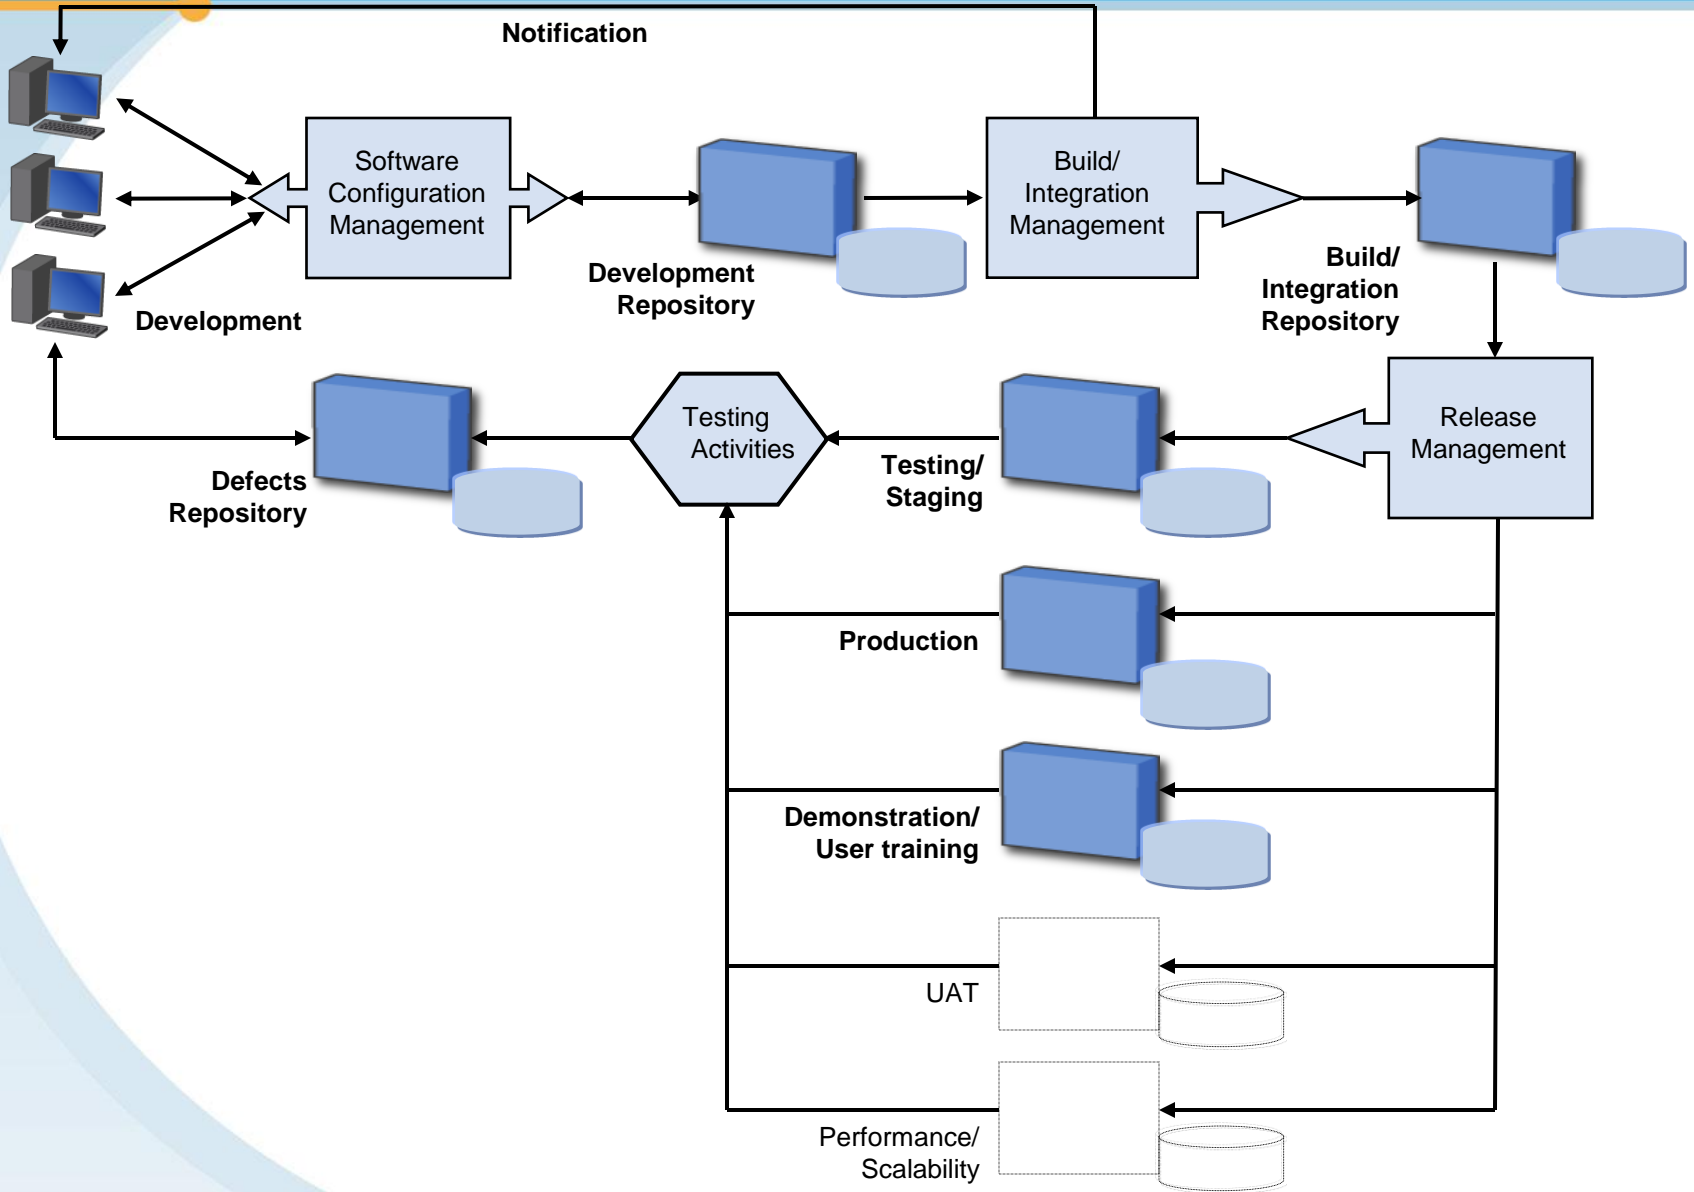 Notification
Software
Configuration
Management
Build/
Integration
Management
Development
Repository
Build/
Integration
Repository
Development
Testing
Activities
Release
Management
Testing/
Staging
Defects
Repository
Production
Demonstration/
User training
UAT
Performance/
Scalability